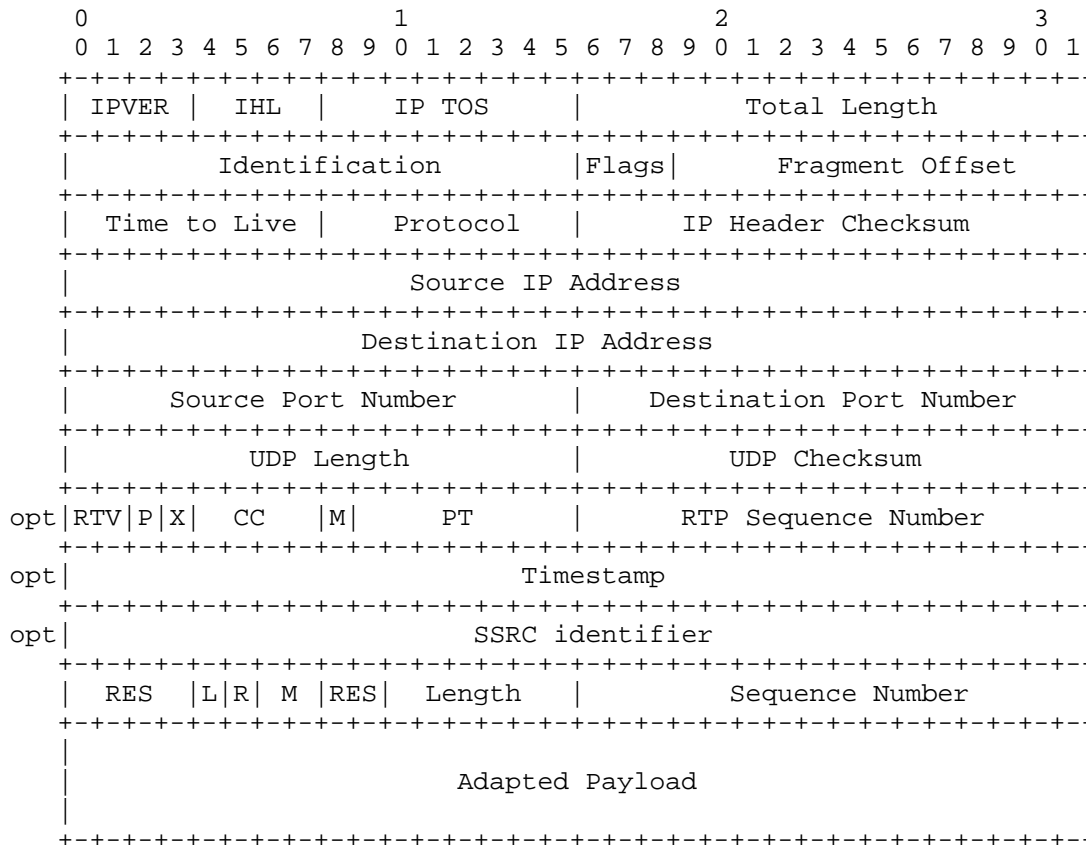 0 1 2 3
0 1 2 3 4 5 6 7 8 9 0 1 2 3 4 5 6 7 8 9 0 1 2 3 4 5 6 7 8 9 0 1
+-+-+-+-+-+-+-+-+-+-+-+-+-+-+-+-+-+-+-+-+-+-+-+-+-+-+-+-+-+-+-+-
| IPVER | IHL | IP TOS | Total Length
+-+-+-+-+-+-+-+-+-+-+-+-+-+-+-+-+-+-+-+-+-+-+-+-+-+-+-+-+-+-+-+-
| Identification |Flags| Fragment Offset
+-+-+-+-+-+-+-+-+-+-+-+-+-+-+-+-+-+-+-+-+-+-+-+-+-+-+-+-+-+-+-+-
| Time to Live | Protocol | IP Header Checksum
+-+-+-+-+-+-+-+-+-+-+-+-+-+-+-+-+-+-+-+-+-+-+-+-+-+-+-+-+-+-+-+-
| Source IP Address
+-+-+-+-+-+-+-+-+-+-+-+-+-+-+-+-+-+-+-+-+-+-+-+-+-+-+-+-+-+-+-+-
| Destination IP Address
+-+-+-+-+-+-+-+-+-+-+-+-+-+-+-+-+-+-+-+-+-+-+-+-+-+-+-+-+-+-+-+-
| Source Port Number | Destination Port Number
+-+-+-+-+-+-+-+-+-+-+-+-+-+-+-+-+-+-+-+-+-+-+-+-+-+-+-+-+-+-+-+-
| UDP Length | UDP Checksum
+-+-+-+-+-+-+-+-+-+-+-+-+-+-+-+-+-+-+-+-+-+-+-+-+-+-+-+-+-+-+-+-
opt|RTV|P|X| CC |M| PT | RTP Sequence Number
+-+-+-+-+-+-+-+-+-+-+-+-+-+-+-+-+-+-+-+-+-+-+-+-+-+-+-+-+-+-+-+-
opt| Timestamp
+-+-+-+-+-+-+-+-+-+-+-+-+-+-+-+-+-+-+-+-+-+-+-+-+-+-+-+-+-+-+-+-
opt| SSRC identifier
+-+-+-+-+-+-+-+-+-+-+-+-+-+-+-+-+-+-+-+-+-+-+-+-+-+-+-+-+-+-+-+-
| RES |L|R| M |RES| Length | Sequence Number
+-+-+-+-+-+-+-+-+-+-+-+-+-+-+-+-+-+-+-+-+-+-+-+-+-+-+-+-+-+-+-+-
|
| Adapted Payload
|
+-+-+-+-+-+-+-+-+-+-+-+-+-+-+-+-+-+-+-+-+-+-+-+-+-+-+-+-+-+-+-+-